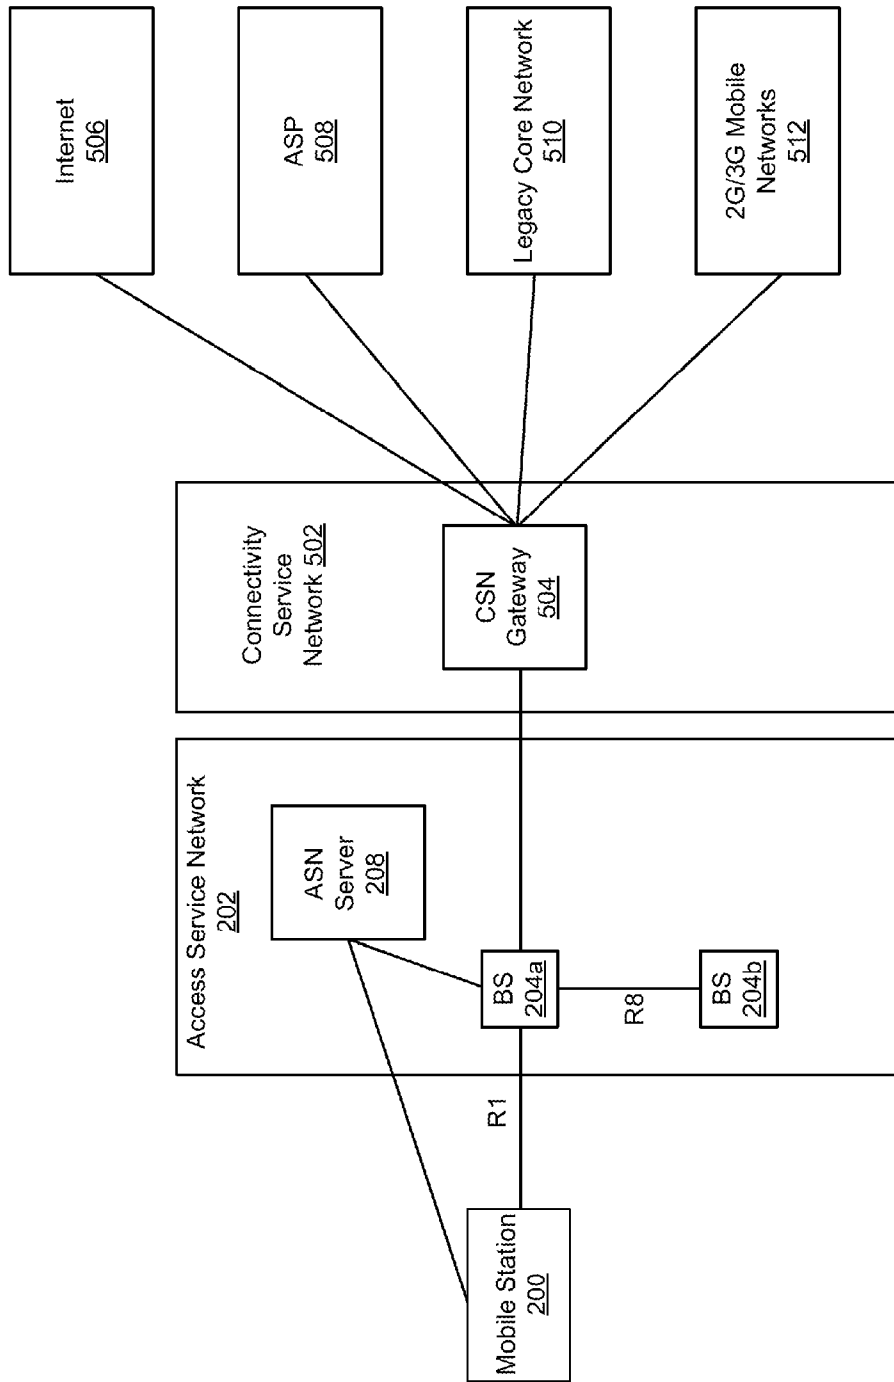 Internet
506
ASP
508
Legacy Core Network
510
2G/3G Mobile
Networks
512
Connectivity
Service
Network 502
CSN
Gateway
504
Access Service Network
202
ASN
Server
208
BS
204a
R8
BS
204b
R1
Mobile Station
200